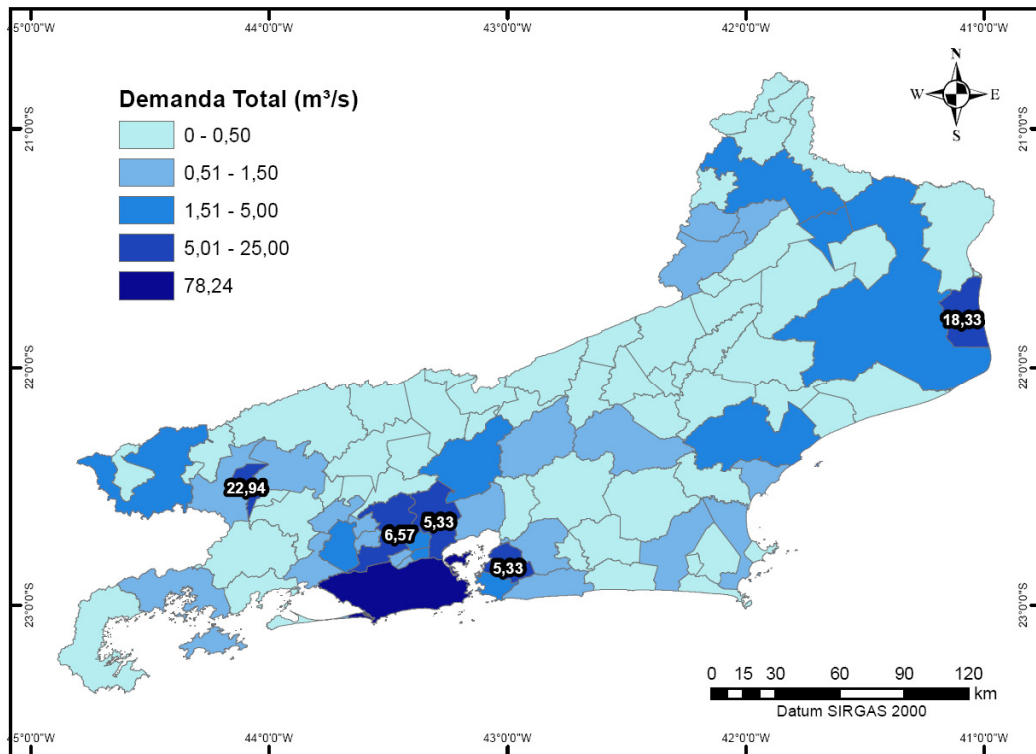 45°0'0"W 44°0'0"W 43°0'0"W 42°0'0"W 41°0'0"W
N
W E
S
Demanda Total (m³/s)
0 - 0,50
0,51 - 1,50
1,51 - 5,00
5,01 - 25,00
78,24
21°0'0"S
21°0'0"S
22°0'0"S
22°0'0"S
23°0'0"S
23°0'0"S
18,33
22,94
5,33
6,57
5,33
0 15 30 60 90 120
km
Datum SIRGAS 2000
45°0'0"W 44°0'0"W 43°0'0"W 42°0'0"W 41°0'0"W